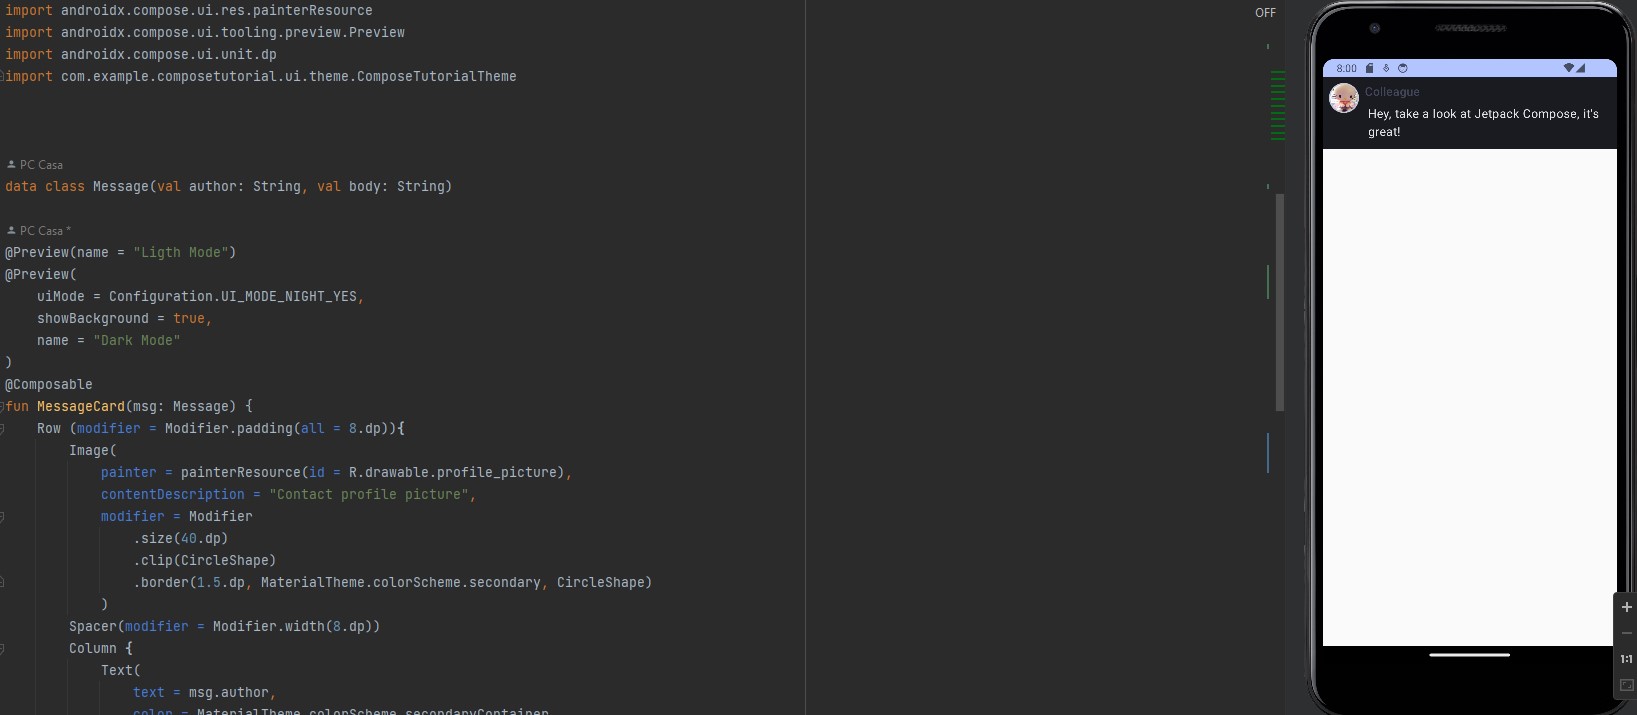 import androidx.compose.ui.res.painterResource
import androidx.compose.ui.tooling.preview.Preview
import androidx.compose.ui.unit.dp
import com.example.composetutorial.ui.theme.ComposeTutorialTheme
PC Casa
data class Message(val author: String, val body: String)
PC Casa *
@Preview(name = "Ligth Mode")
@Preview(
    uiMode = Configuration.UI_MODE_NIGHT_YES,
    showBackground = true,
    name = "Dark Mode"
)
@Composable
fun MessageCard(msg: Message) {
    Row (modifier = Modifier.padding(all = 8.dp)){
        Image(
            painter = painterResource(id = R.drawable.profile_picture),
            contentDescription = "Contact profile picture",
            modifier = Modifier
                .size(40.dp)
                .clip(CircleShape)
                .border(1.5.dp, MaterialTheme.colorScheme.secondary, CircleShape)
            )
        Spacer(modifier = Modifier.width(8.dp))
        Column {
            Text(
                text = msg.author,
                color = MaterialTheme.colorScheme.secondaryContainer
OFF
8:00
Colleague
Hey, take a look at Jetpack Compose, it's
great!
1:1